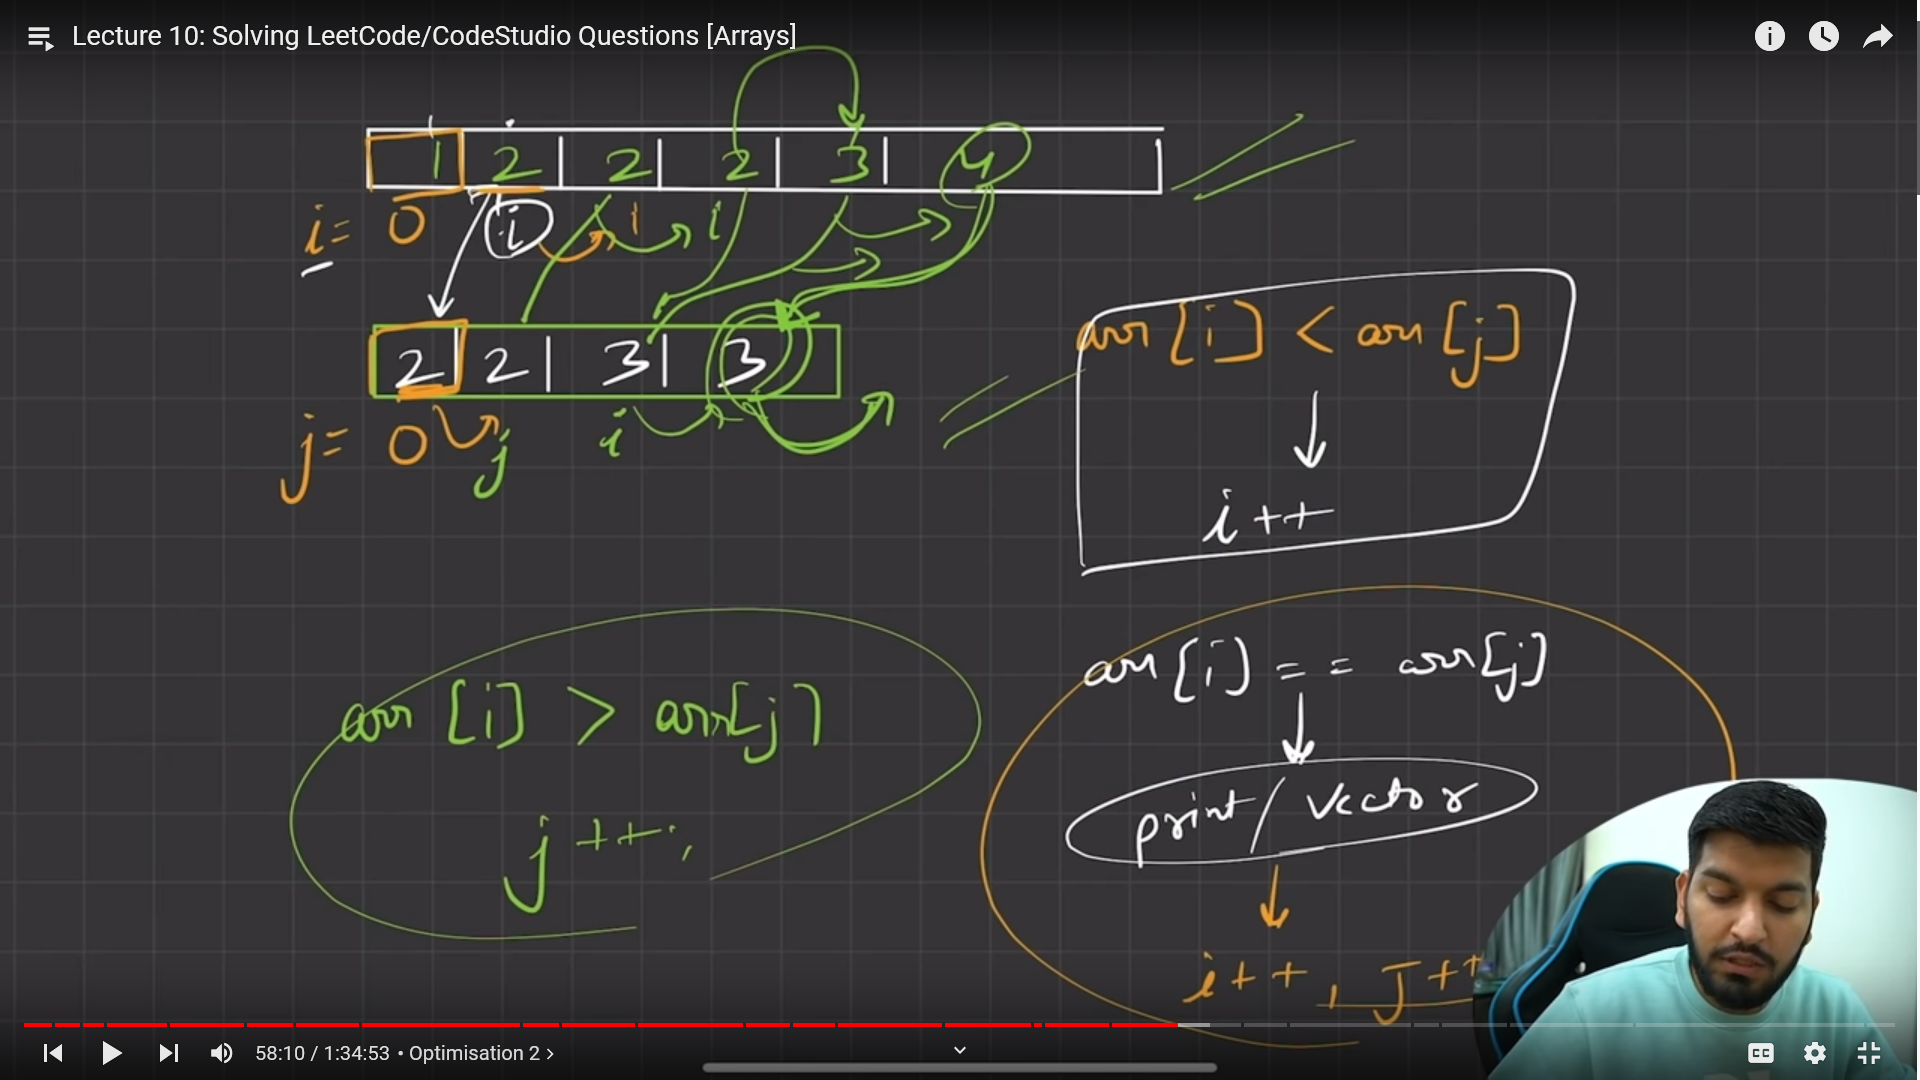 Lecture 10: Solving LeetCode/CodeStudio Questions [Arrays]
1 2 | 2 | 2 | 3 | 4 |
i = 0 i i i
2 | 2 | 3 | 3
j = 0 j i
arr [i] < arr [j]
i++
arr [i] > arr[j]
j++;
arr [i] == arr[j]
print / vector
i++, J++
58:10 / 1:34:53 • Optimisation 2 >
CC